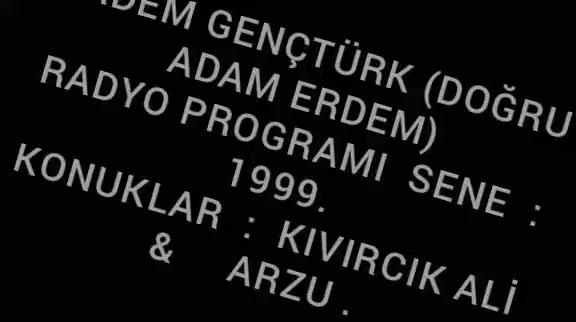 GENÇTÜRK (DOĞRU
ADAM ERDEM)
RADYO PROGRAMI SENE :
1999.
KONUKLAR : KIVIRCIK ALİ
& ARZU .